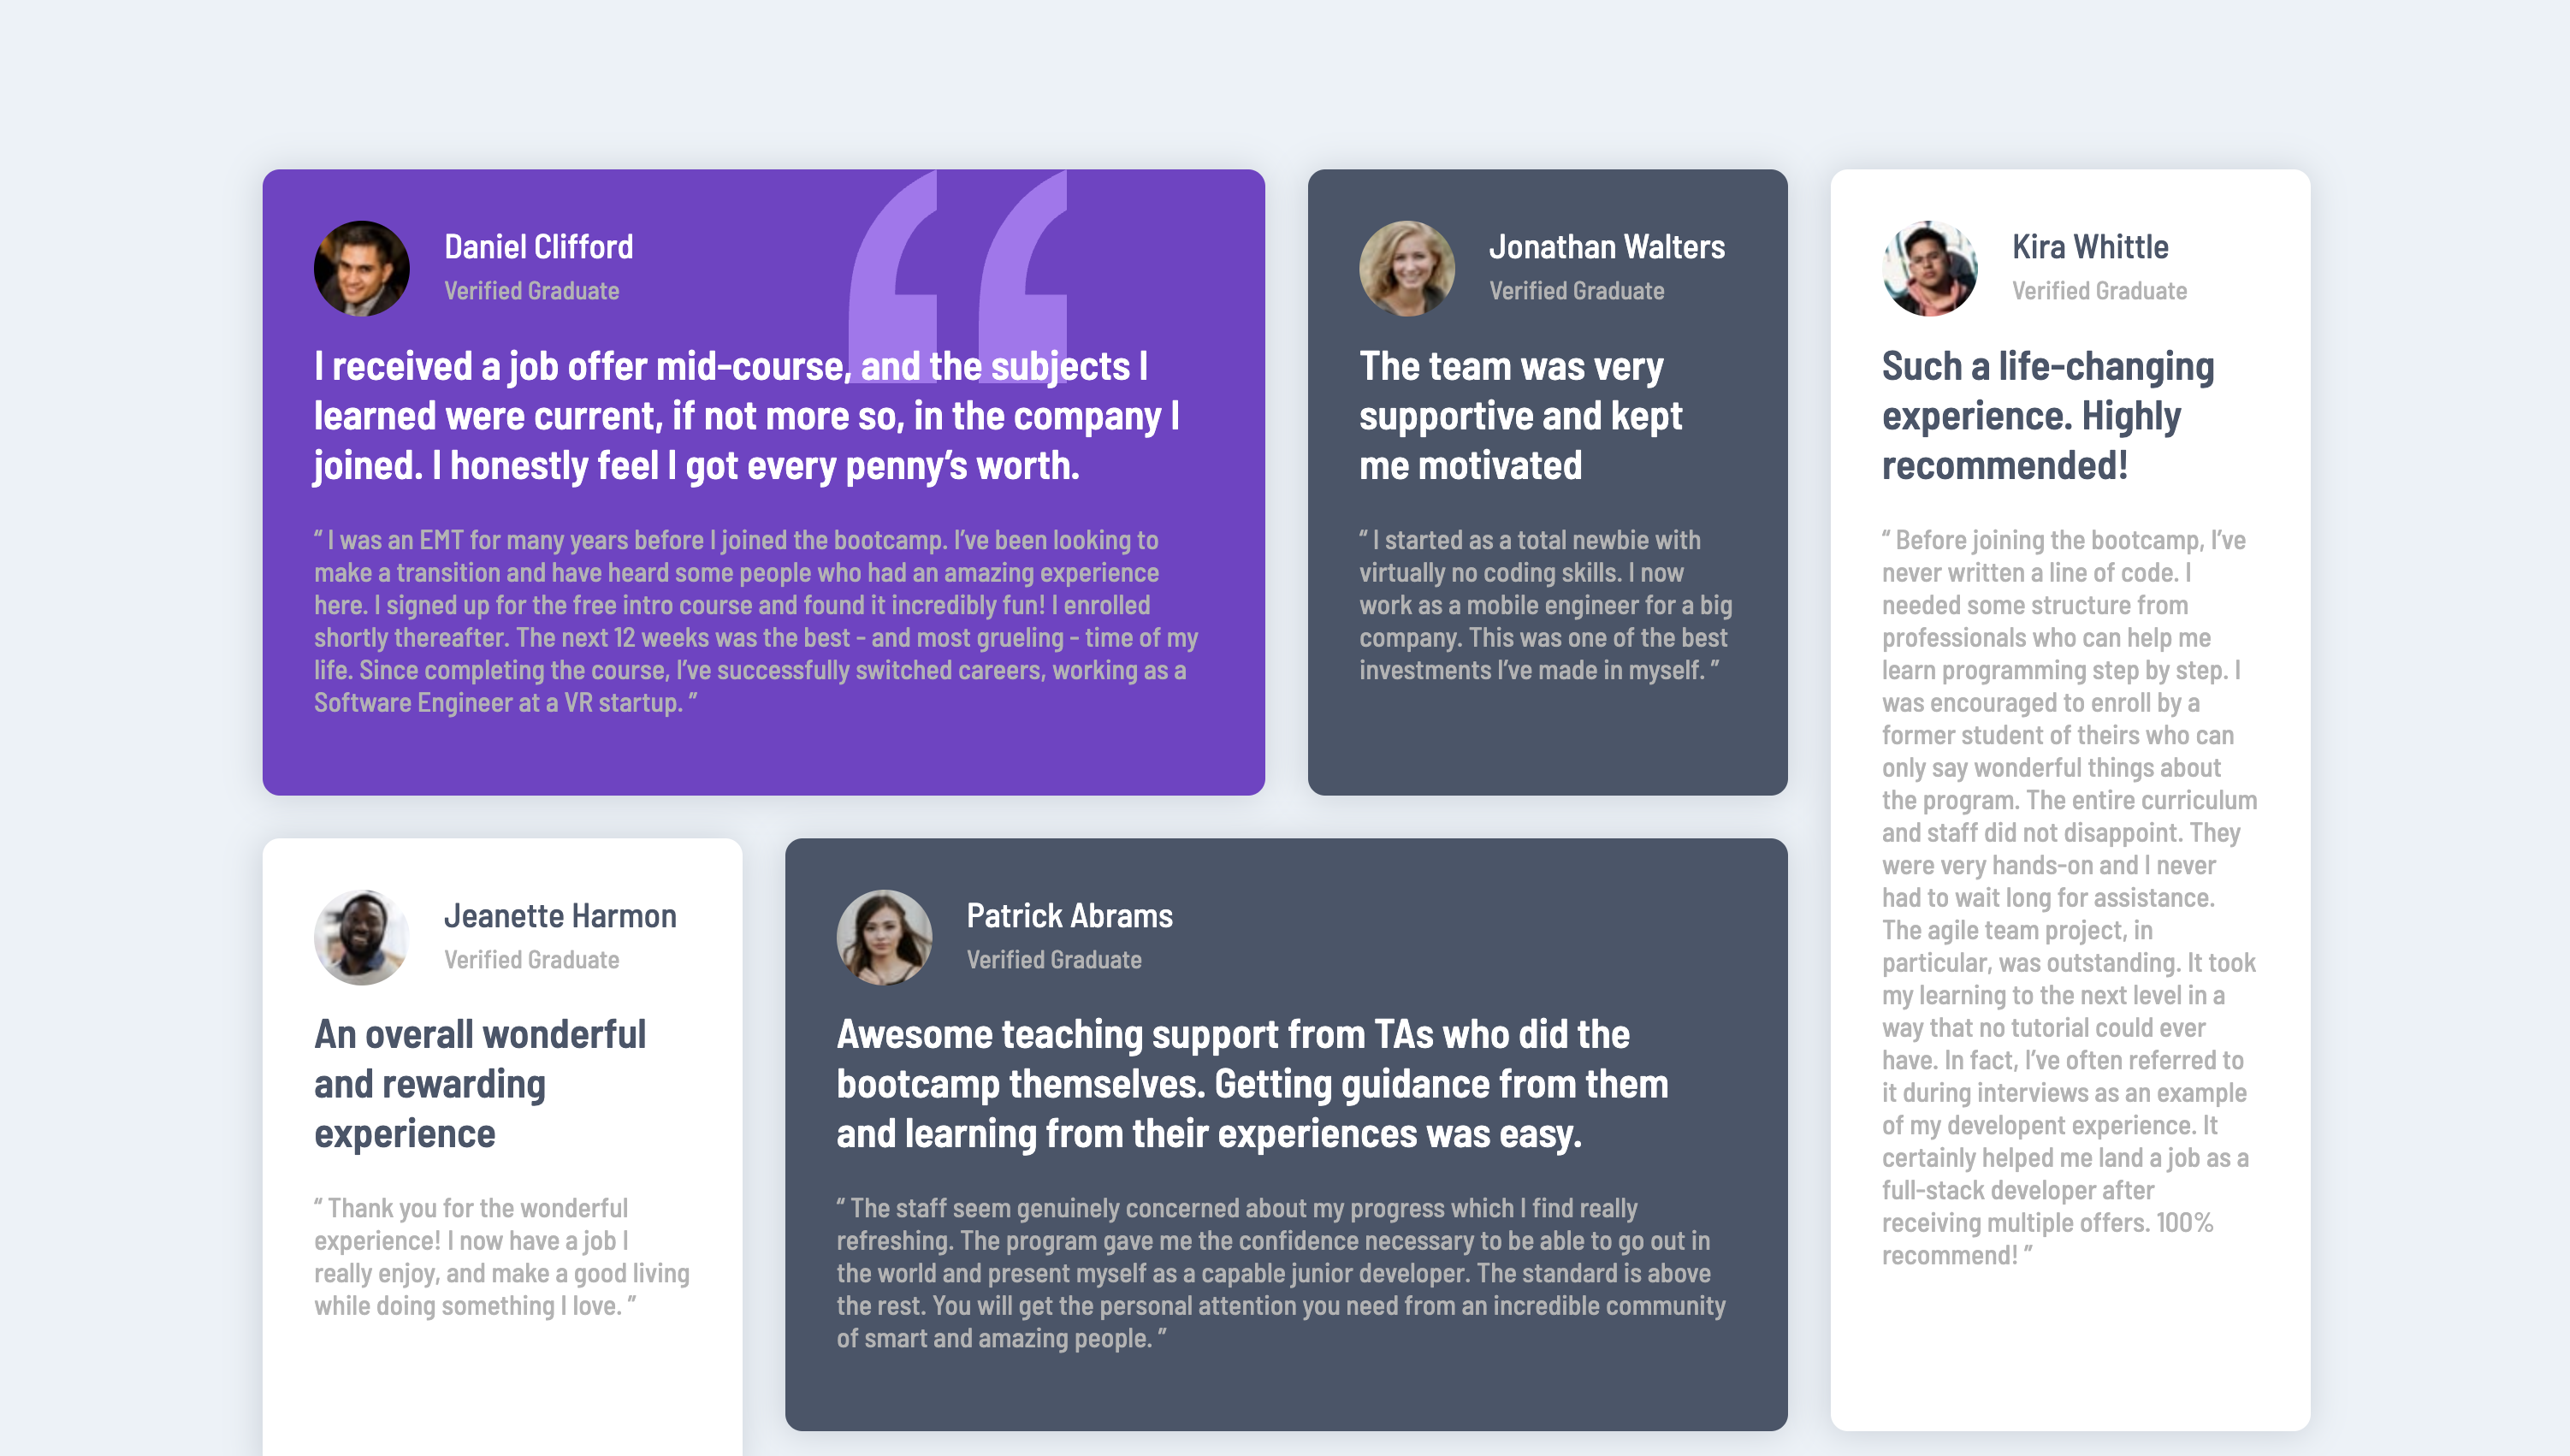 Daniel Clifford
Verified Graduate
I received a job offer mid-course, and the subjects I
learned were current, if not more so, in the company I
joined. I honestly feel I got every penny’s worth.
“ I was an EMT for many years before I joined the bootcamp. I’ve been looking to
make a transition and have heard some people who had an amazing experience
here. I signed up for the free intro course and found it incredibly fun! I enrolled
shortly thereafter. The next 12 weeks was the best - and most grueling - time of my
life. Since completing the course, I’ve successfully switched careers, working as a
Software Engineer at a VR startup. ”
Jonathan Walters
Verified Graduate
The team was very
supportive and kept
me motivated
“ I started as a total newbie with
virtually no coding skills. I now
work as a mobile engineer for a big
company. This was one of the best
investments I’ve made in myself. ”
Kira Whittle
Verified Graduate
Such a life-changing
experience. Highly
recommended!
“ Before joining the bootcamp, I’ve
never written a line of code. I
needed some structure from
professionals who can help me
learn programming step by step. I
was encouraged to enroll by a
former student of theirs who can
only say wonderful things about
the program. The entire curriculum
and staff did not disappoint. They
were very hands-on and I never
had to wait long for assistance.
The agile team project, in
particular, was outstanding. It took
my learning to the next level in a
way that no tutorial could ever
have. In fact, I’ve often referred to
it during interviews as an example
of my developent experience. It
certainly helped me land a job as a
full-stack developer after
receiving multiple offers. 100%
recommend! ”
Jeanette Harmon
Verified Graduate
An overall wonderful
and rewarding
experience
“ Thank you for the wonderful
experience! I now have a job I
really enjoy, and make a good living
while doing something I love. ”
Patrick Abrams
Verified Graduate
Awesome teaching support from TAs who did the
bootcamp themselves. Getting guidance from them
and learning from their experiences was easy.
“ The staff seem genuinely concerned about my progress which I find really
refreshing. The program gave me the confidence necessary to be able to go out in
the world and present myself as a capable junior developer. The standard is above
the rest. You will get the personal attention you need from an incredible community
of smart and amazing people. ”